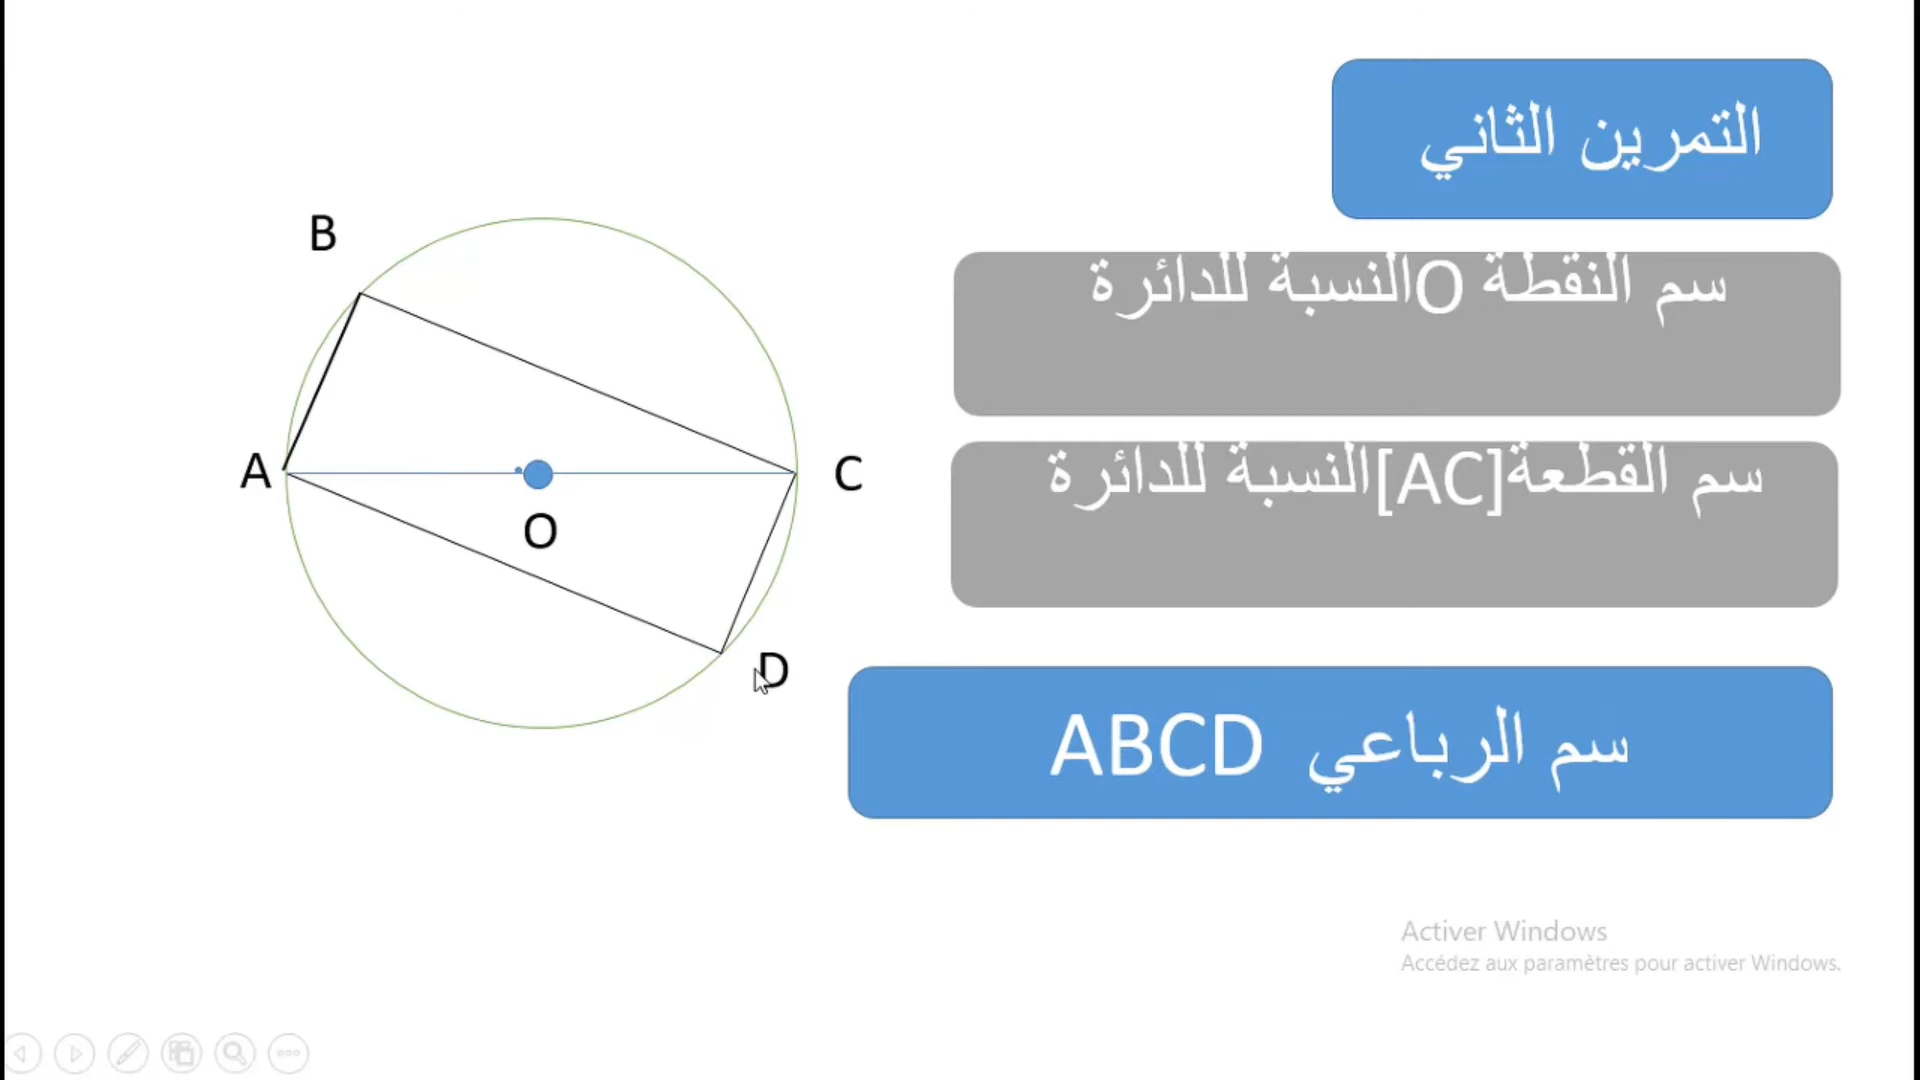 التمرين الثاني
سم النقطة Oالنسبة للدائرة
سم القطعة[AC]النسبة للدائرة
سم الرباعي ABCD
B
A
C
O
D
Activer Windows
Accédez aux paramètres pour activer Windows.